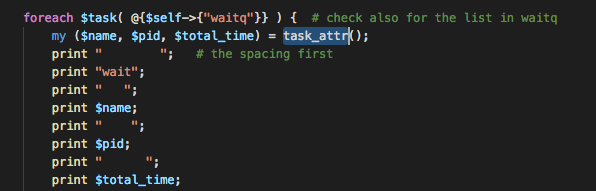 foreach $task( @{$self->{"waitq"}} ) {  # check also for the list in waitq
    my ($name, $pid, $total_time) = task_attr();
    print "        ";   # the spacing first
    print "wait";
    print "   ";
    print $name;
    print "    ";
    print $pid;
    print "      ";
    print $total_time;